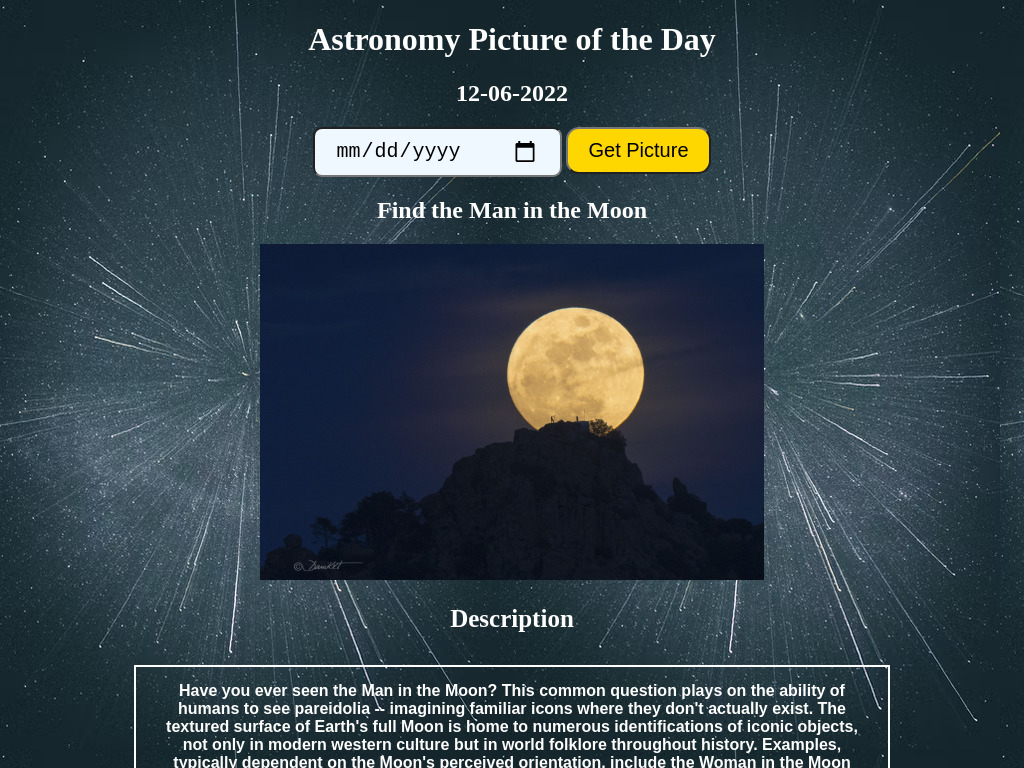 Astronomy Picture of the Day
12-06-2022
mm/dd/yyyy
Get Picture
Find the Man in the Moon
Description
Have you ever seen the Man in the Moon? This common question plays on the ability of
humans to see pareidolia -- imagining familiar icons where they don't actually exist. The
textured surface of Earth's full Moon is home to numerous identifications of iconic objects,
not only in modern western culture but in world folklore throughout history. Examples,
typically dependent on the Moon's perceived orientation, include the Woman in the Moon